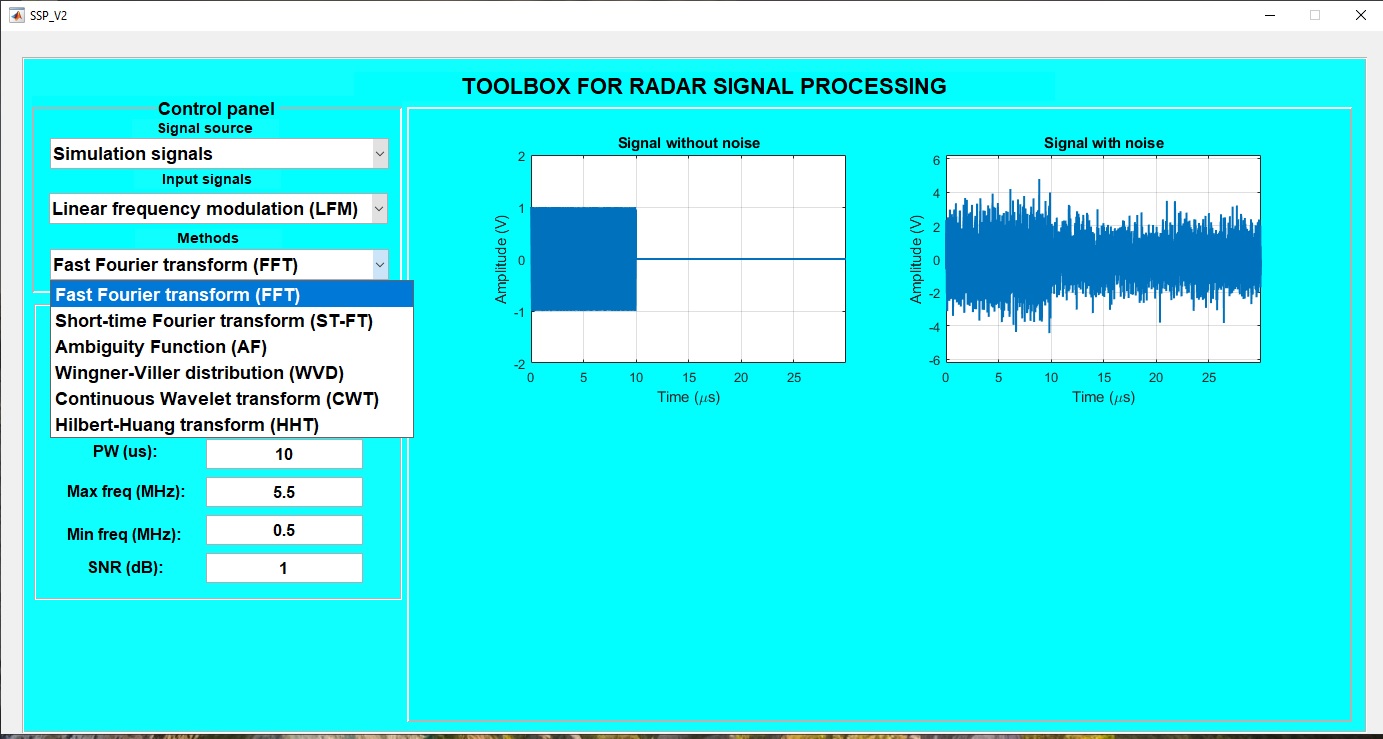 SSP_V2
TOOLBOX FOR RADAR SIGNAL PROCESSING
Control panel
Signal source
Simulation signals
Input signals
Linear frequency modulation (LFM)
Methods
Fast Fourier transform (FFT)
Fast Fourier transform (FFT)
Short-time Fourier transform (ST-FT)
Ambiguity Function (AF)
Wingner-Viller distribution (WVD)
Continuous Wavelet transform (CWT)
Hilbert-Huang transform (HHT)
PW (us): 10
Max freq (MHz): 5.5
Min freq (MHz): 0.5
SNR (dB): 1
Signal without noise
Amplitude (V)
2
1
0
-1
-2
0 5 10 15 20 25
Time (μs)
Signal with noise
Amplitude (V)
6
4
2
0
-2
-4
-6
0 5 10 15 20 25
Time (μs)